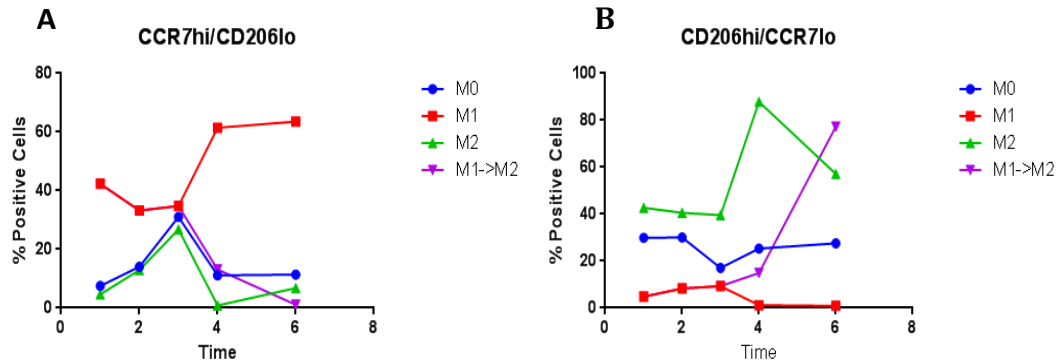 A
CCR7hi/CD206lo
% Positive Cells
80
60
40
20
0
0 2 4 6 8
Time
M0
M1
M2
M1->M2
B
CD206hi/CCR7lo
% Positive Cells
100
80
60
40
20
0
0 2 4 6 8
Time
M0
M1
M2
M1->M2